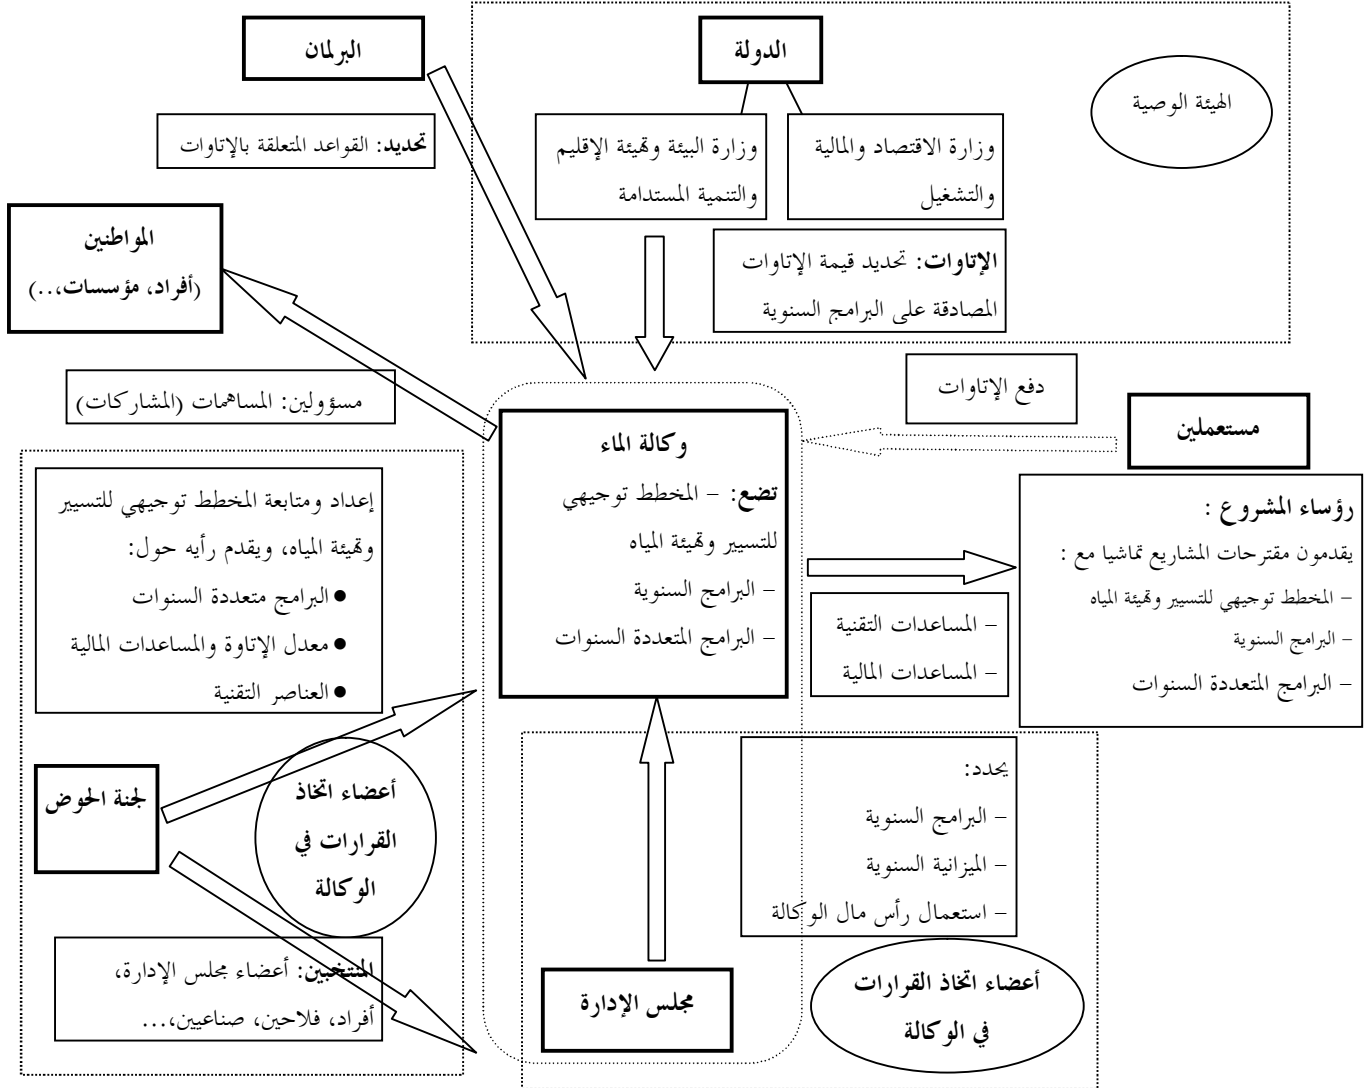 البرلمان
الدولة
الهيئة الوصية
تحديد: القواعد المتعلقة بالإتاوات
وزارة البيئة وتهيئة الإقليم
والتنمية المستدامة
وزارة الاقتصاد والمالية
والتشغيل
المواطنين
(أفراد، مؤسسات،..)
الإتاوات: تحديد قيمة الإتاوات
المصادقة على البرامج السنوية
دفع الإتاوات
مسؤولين: المساهمات (المشاركات)
مستعملين
وكالة الماء
تضع: – المخطط توجيهي
للتسيير وتهيئة المياه
– البرامج السنوية
– البرامج المتعددة السنوات
إعداد ومتابعة المخطط توجيهي للتسيير
وتهيئة المياه، ويقدم رأيه حول:
● البرامج متعددة السنوات
● معدل الإتاوة والمساعدات المالية
● العناصر التقنية
رؤساء المشروع :
يقدمون مقترحات المشاريع تماشيا مع :
– المخطط توجيهي للتسيير وتهيئة المياه
– البرامج السنوية
– البرامج المتعددة السنوات
– المساعدات التقنية
– المساعدات المالية
لجنة الحوض
أعضاء اتخاذ
القرارات في
الوكالة
يحدد:
– البرامج السنوية
– الميزانية السنوية
– استعمال رأس مال الوكالة
المنتخبين: أعضاء مجلس الإدارة،
أفراد، فلاحين، صناعيين،...
مجلس الإدارة
أعضاء اتخاذ القرارات
في الوكالة